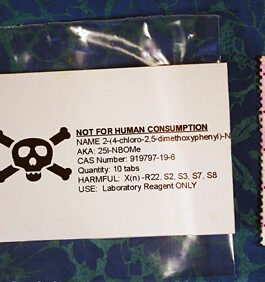 NOT FOR HUMAN CONSUMPTION
NAME 2-(4-chloro-2,5-dimethoxyphenyl)-N
AKA: 25I-NBOMe
CAS Number: 919797-19-6
Quantity: 10 tabs
HARMFUL: X(n) -R22, S2, S3, S7, S8
USE: Laboratory Reagent ONLY